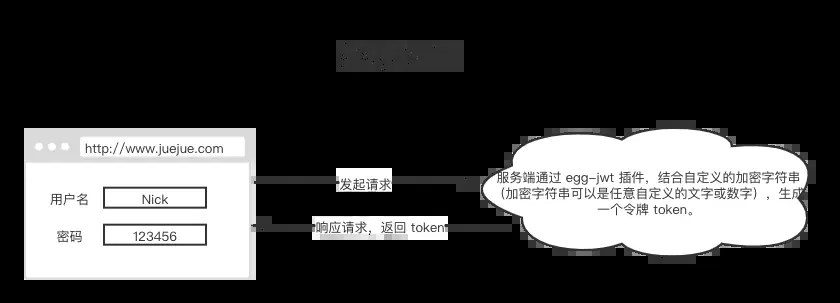 http://www.juejue.com
用户名 Nick
密码 123456
发起请求
响应请求，返回 token
服务端通过 egg-jwt 插件，结合自定义的加密字符串
（加密字符串可以是任意自定义的文字或数字），生成
一个令牌 token。